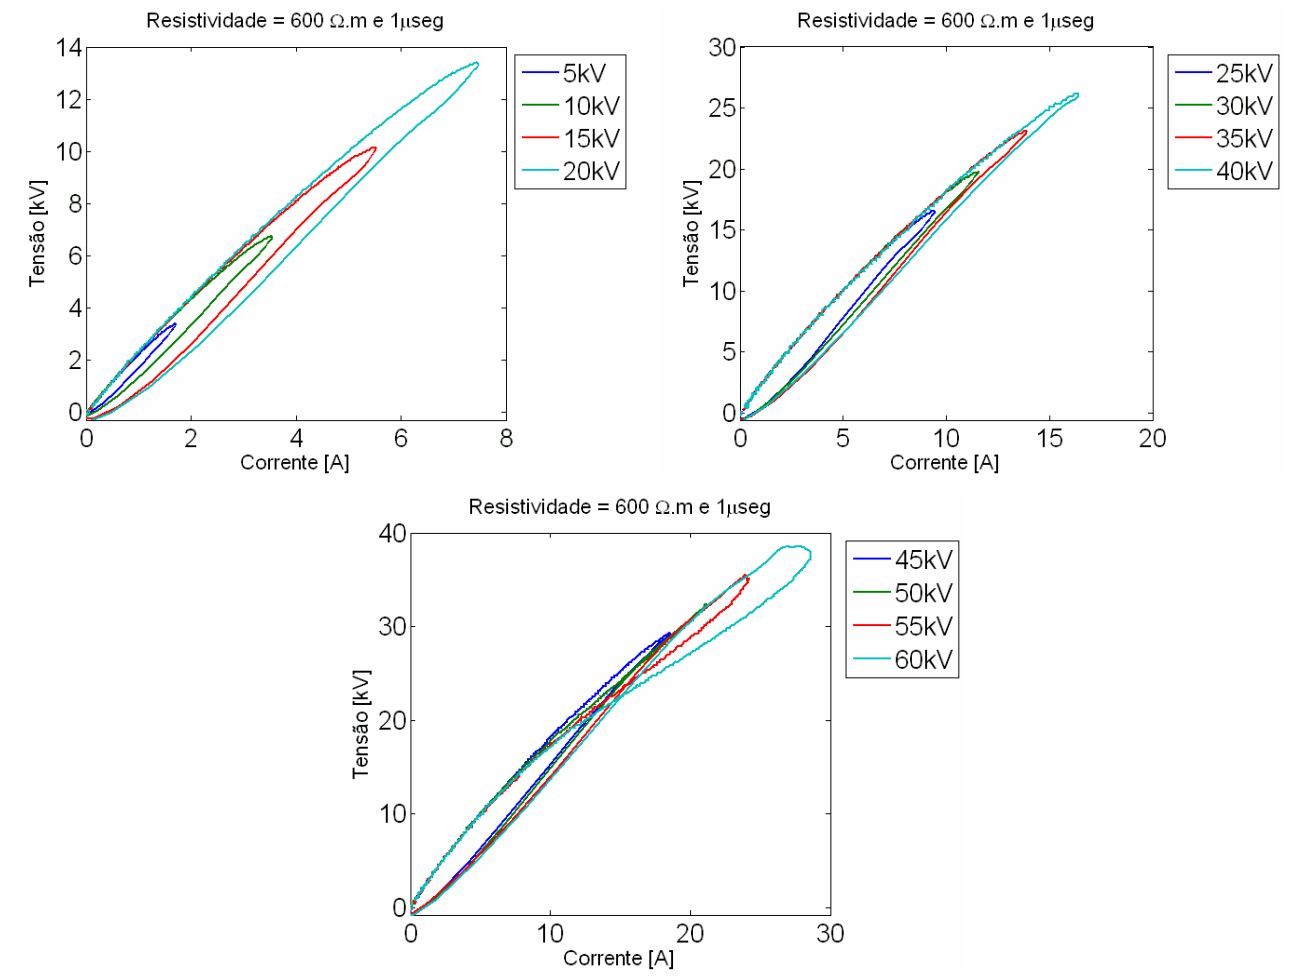 Resistividade = 600 Ω.m e 1μseg
14
12
10
8
6
4
2
0
0 2 4 6 8
Tensão [kV]
Corrente [A]
5kV
10kV
15kV
20kV
Resistividade = 600 Ω.m e 1μseg
30
25
20
15
10
5
0
0 5 10 15 20
Tensão [kV]
Corrente [A]
25kV
30kV
35kV
40kV
Resistividade = 600 Ω.m e 1μseg
40
30
20
10
0
0 10 20 30
Tensão [kV]
Corrente [A]
45kV
50kV
55kV
60kV